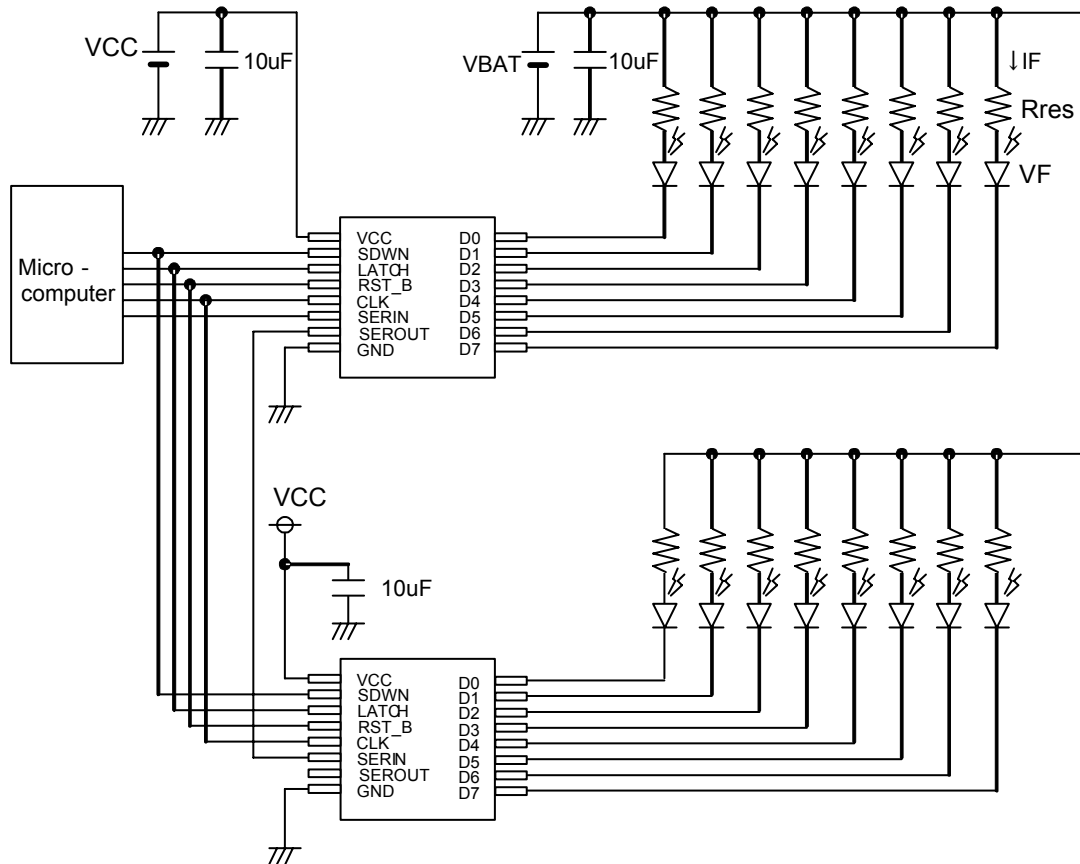 VCC
10uF
VBAT
10uF
↓IF
Rres
VF
Micro -
computer
VCC
SDWN
LATCH
RST_B
CLK
SERIN
SEROUT
GND
D0
D1
D2
D3
D4
D5
D6
D7
VCC
10uF
VCC
SDWN
LATCH
RST_B
CLK
SERIN
SEROUT
GND
D0
D1
D2
D3
D4
D5
D6
D7